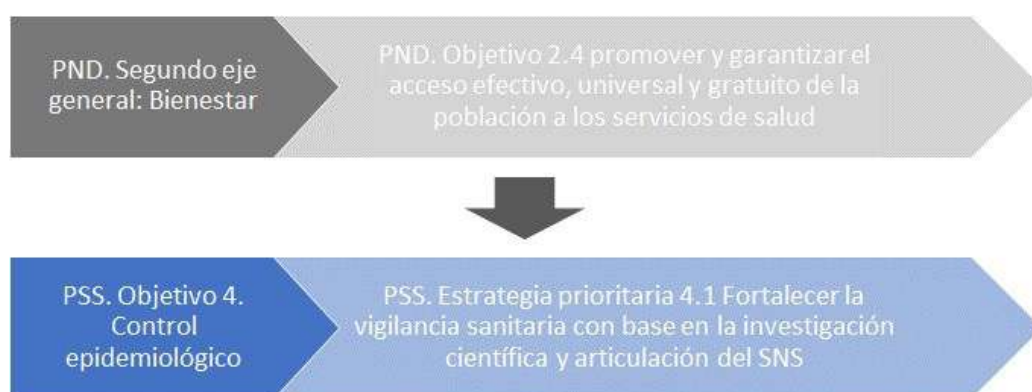 PND. Segundo eje
general: Bienestar
PND. Objetivo 2.4 promover y garantizar el
acceso efectivo, universal y gratuito de la
población a los servicios de salud
PSS. Objetivo 4.
Control
epidemiológico
PSS. Estrategia prioritaria 4.1 Fortalecer la
vigilancia sanitaria con base en la investigación
científica y articulación del SNS